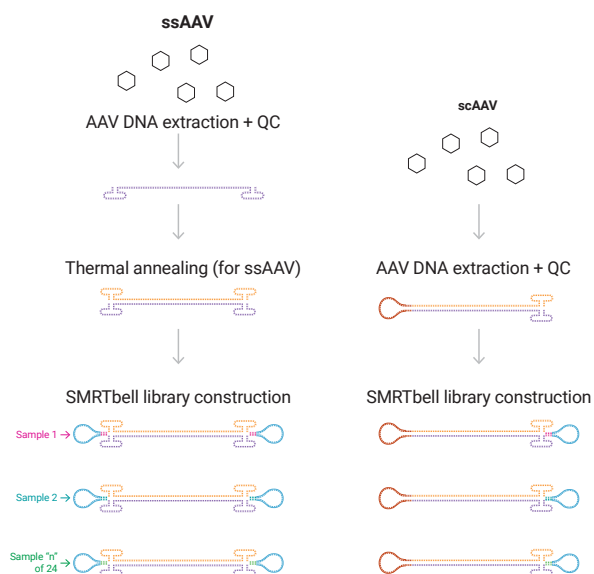 ssAAV
AAV DNA extraction + QC
Thermal annealing (for ssAAV)
SMRTbell library construction
Sample 1 →
Sample 2 →
Sample "n" →
of 24
scAAV
AAV DNA extraction + QC
SMRTbell library construction